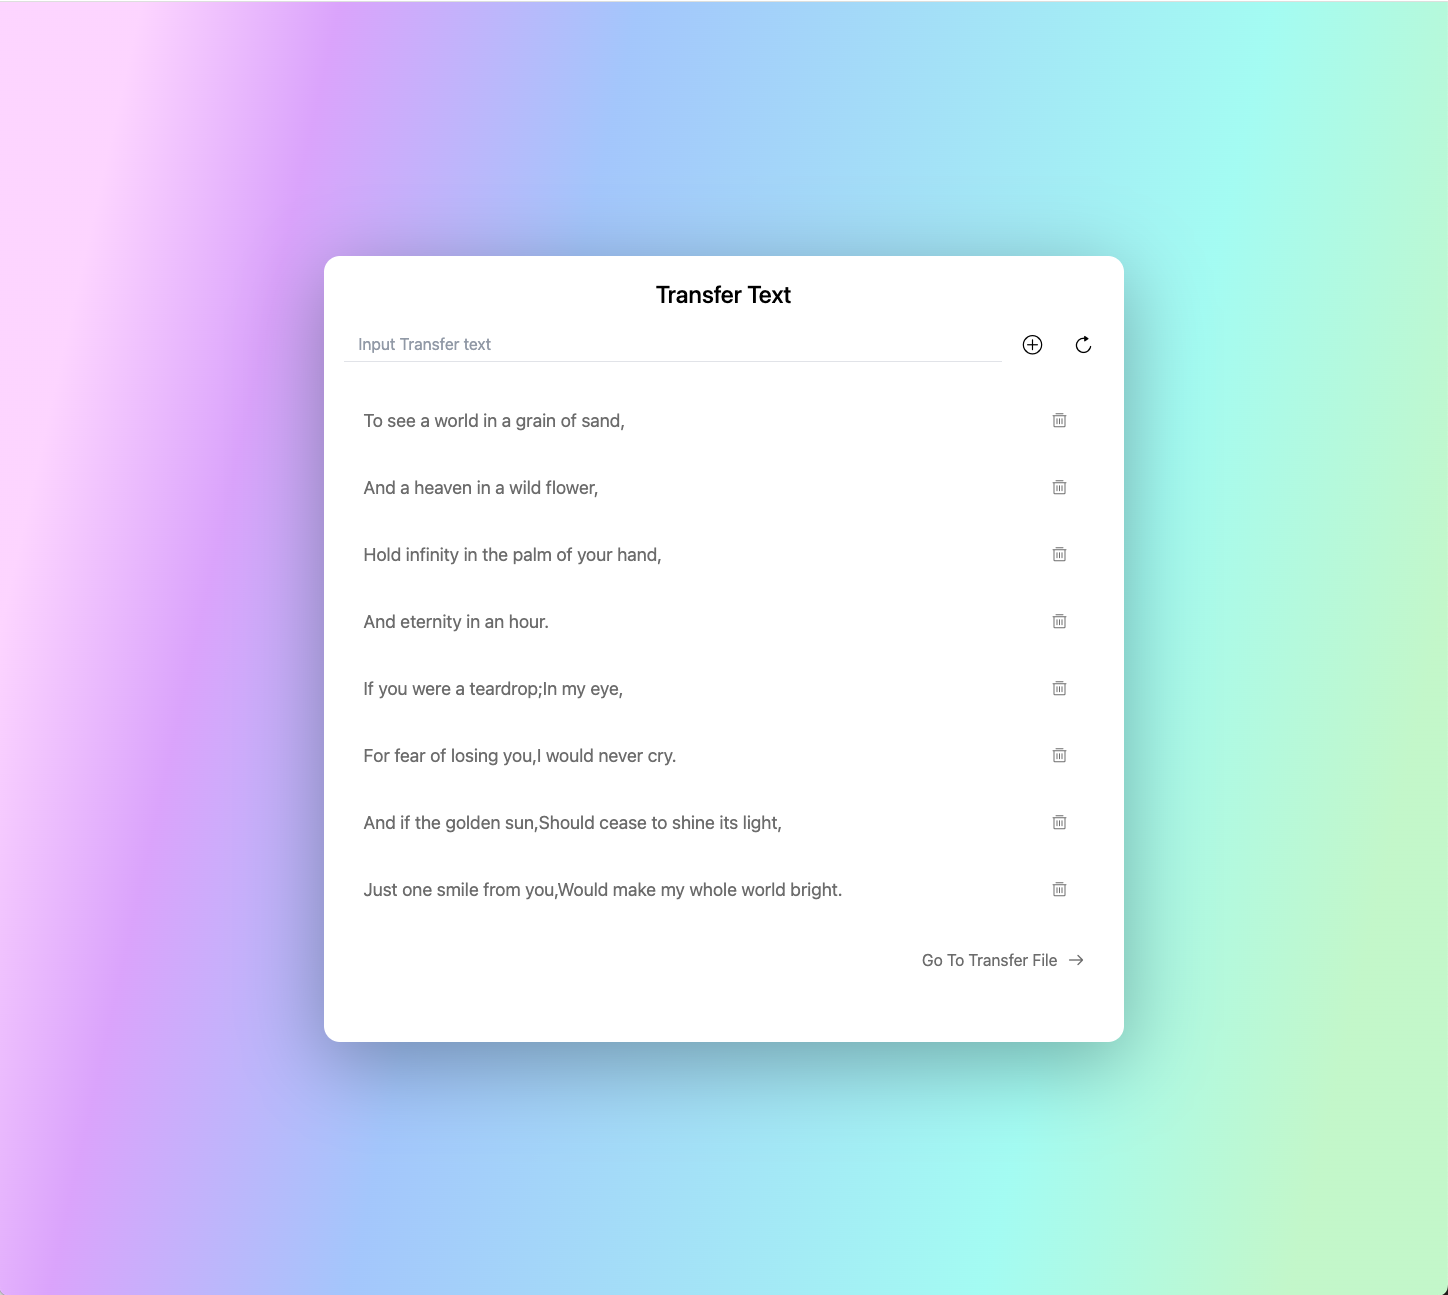 Transfer Text
Input Transfer text
To see a world in a grain of sand,
And a heaven in a wild flower,
Hold infinity in the palm of your hand,
And eternity in an hour.
If you were a teardrop;In my eye,
For fear of losing you,I would never cry.
And if the golden sun,Should cease to shine its light,
Just one smile from you,Would make my whole world bright.
Go To Transfer File